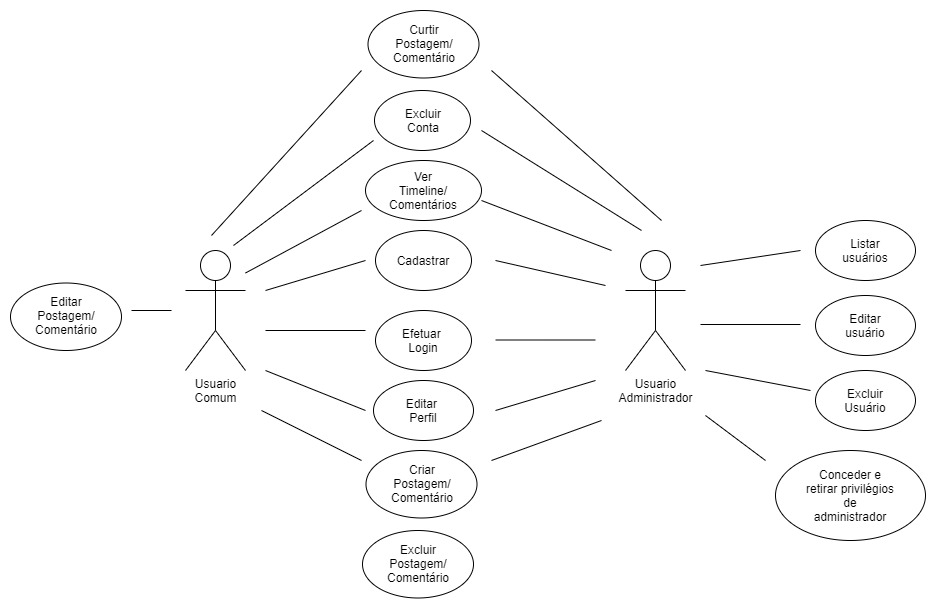 Curtir
Postagem/
Comentário
Excluir
Conta
Ver
Timeline/
Comentários
Cadastrar
Listar
usuários
Editar
Postagem/
Comentário
Editar
usuário
Efetuar
Login
Usuario
Comum
Usuario
Administrador
Excluir
Usuário
Editar
Perfil
Criar
Postagem/
Comentário
Conceder e
retirar privilégios
de
administrador
Excluir
Postagem/
Comentário